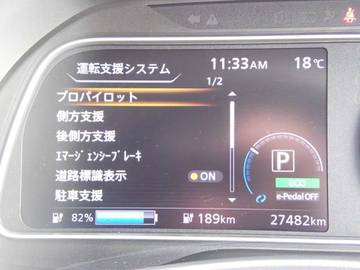 運転支援システム
11:33AM
18℃
1/2
プロパイロット
側方支援
後側方支援
ｴﾏｰｼﾞｪﾝｼｰﾌﾞﾚｰｷ
道路標識表示
ON
駐車支援
P
ECO
e-Pedal OFF
82%
189km
27482km